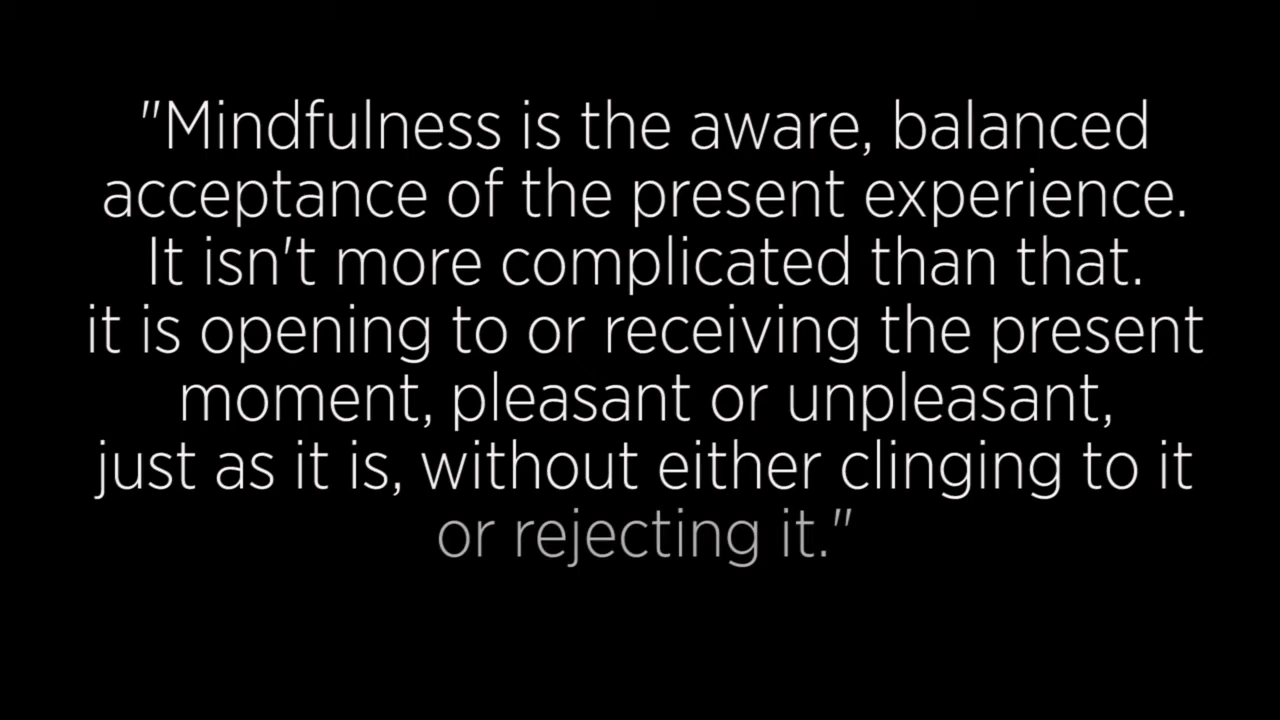 "Mindfulness is the aware, balanced
acceptance of the present experience.
It isn't more complicated than that.
it is opening to or receiving the present
moment, pleasant or unpleasant,
just as it is, without either clinging to it
or rejecting it."